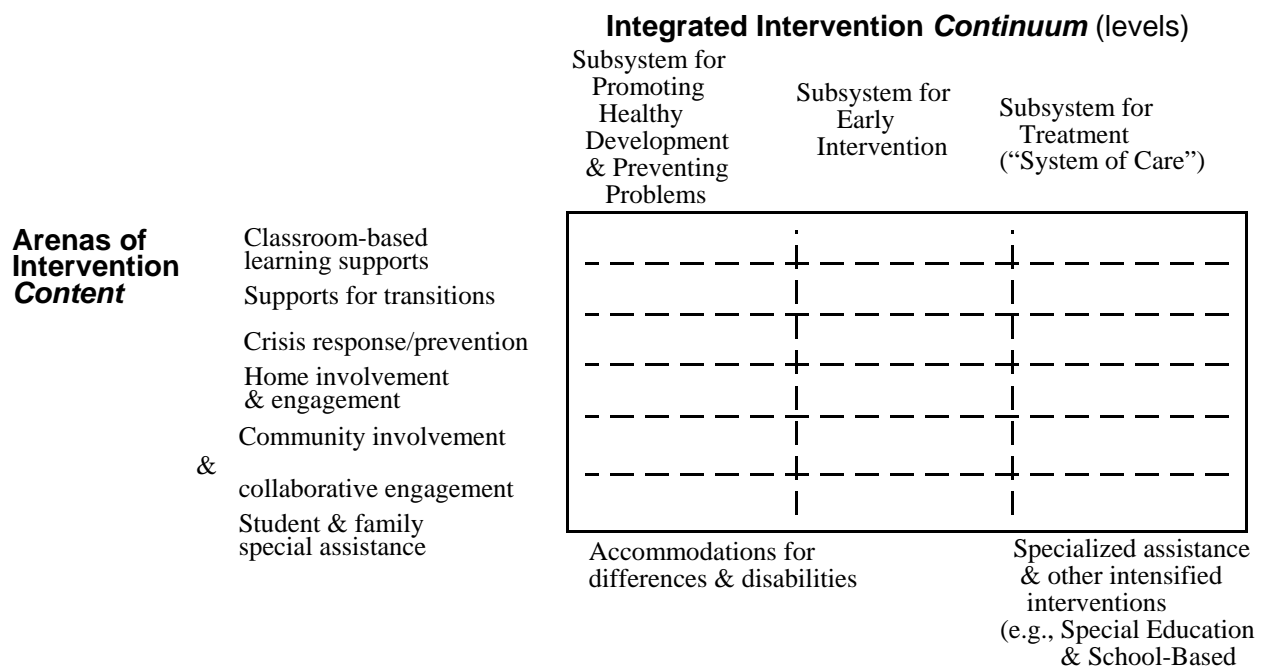 Integrated Intervention Continuum (levels)
Subsystem for
Promoting
Healthy
Development
& Preventing
Problems
Subsystem for
Early
Intervention
Subsystem for
Treatment
(“System of Care”)
Arenas of
Intervention
Content
Classroom-based
learning supports
Supports for transitions
Crisis response/prevention
Home involvement
& engagement
Community involvement
&
collaborative engagement
Student & family
special assistance
Accommodations for
differences & disabilities
Specialized assistance
& other intensified
interventions
(e.g., Special Education
& School-Based